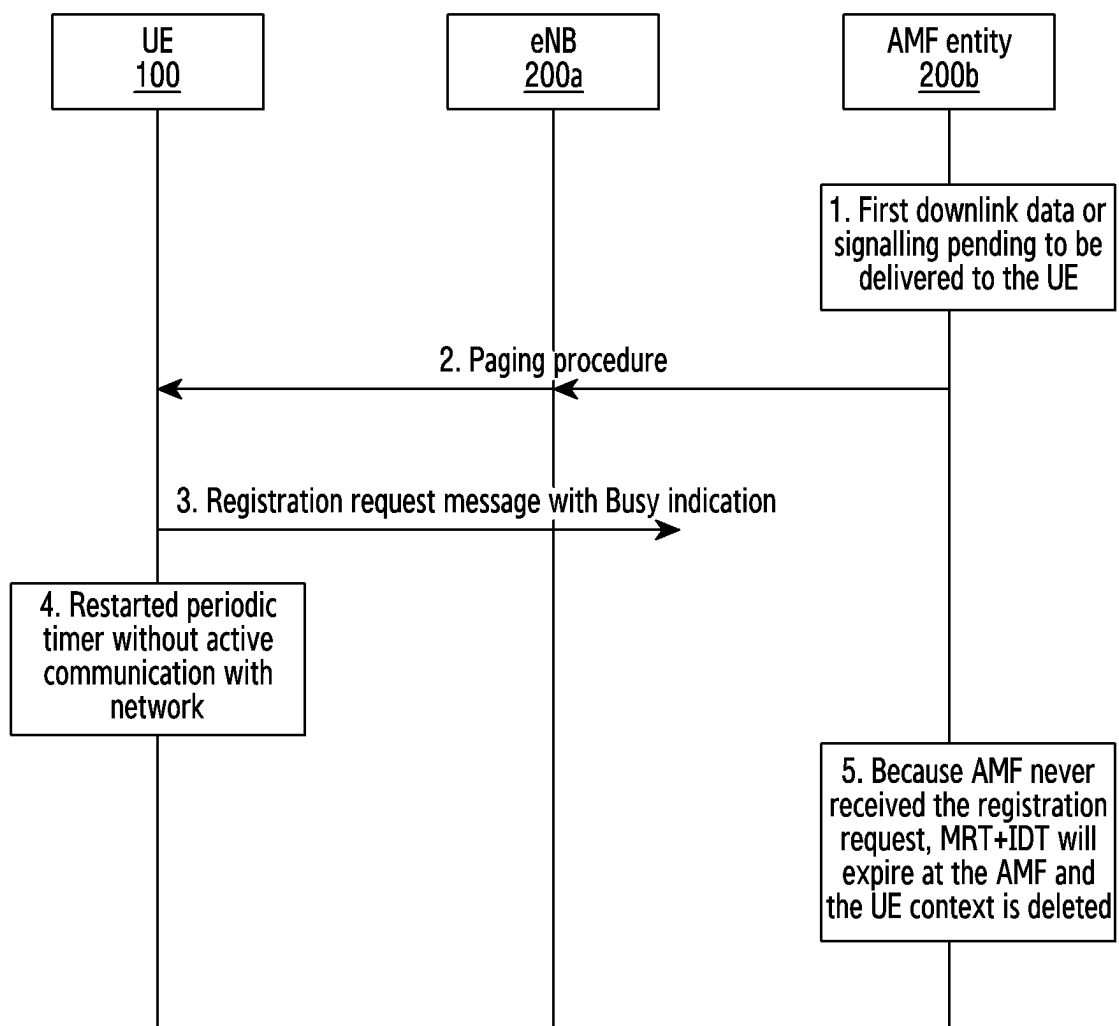 UE
100
eNB
200a
AMF entity
200b
1. First downlink data or
signalling pending to be
delivered to the UE
2. Paging procedure
3. Registration request message with Busy indication
4. Restarted periodic
timer without active
communication with
network
5. Because AMF never
received the registration
request, MRT+IDT will
expire at the AMF and
the UE context is deleted